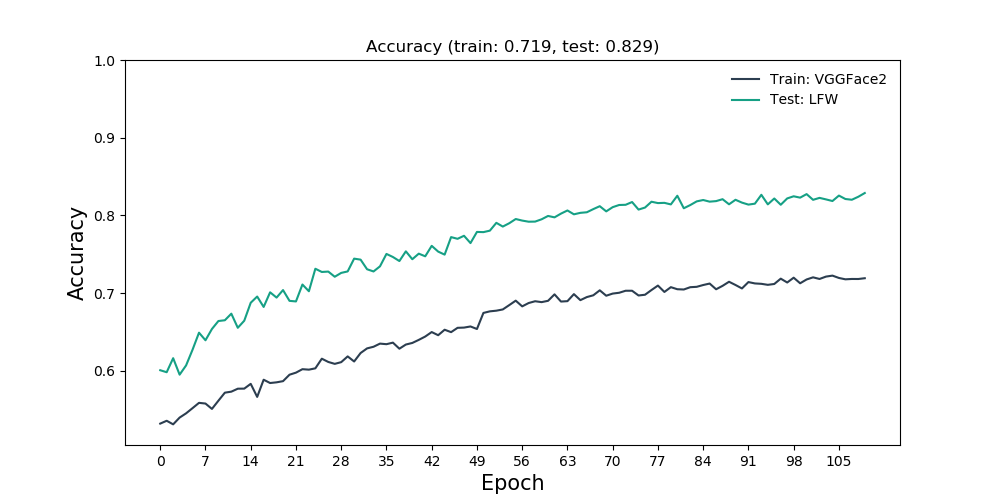 Accuracy (train: 0.719, test: 0.829)
1.0
0.9
0.8
0.7
0.6
Accuracy
Train: VGGFace2
Test: LFW
0 7 14 21 28 35 42 49 56 63 70 77 84 91 98 105
Epoch